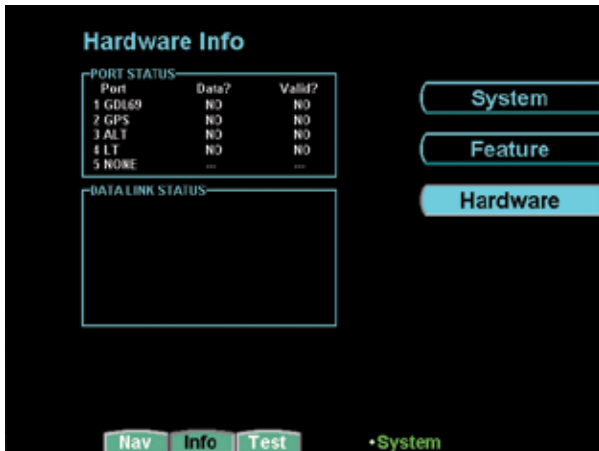 Hardware Info
PORT STATUS
Port Data? Valid?
1 GDL69 NO NO
2 GPS NO NO
3 ALT NO NO
4 LT NO NO
5 NONE --- ---
DATA LINK STATUS
System
Feature
Hardware
Nav Info Test •System